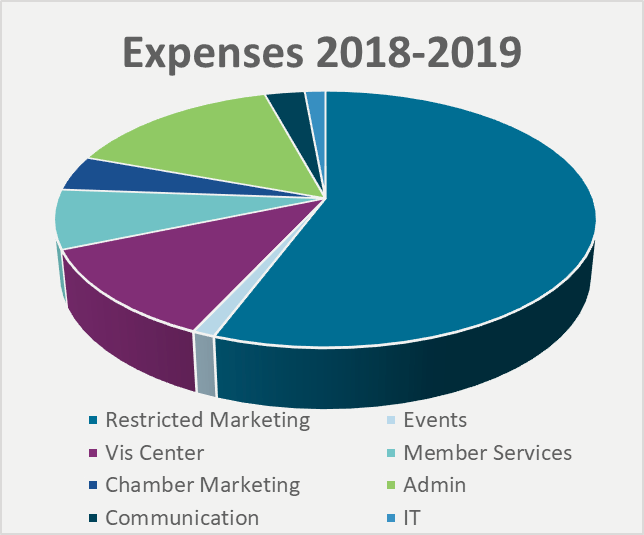 Expenses 2018-2019
Restricted Marketing
Events
Vis Center
Member Services
Chamber Marketing
Admin
Communication
IT